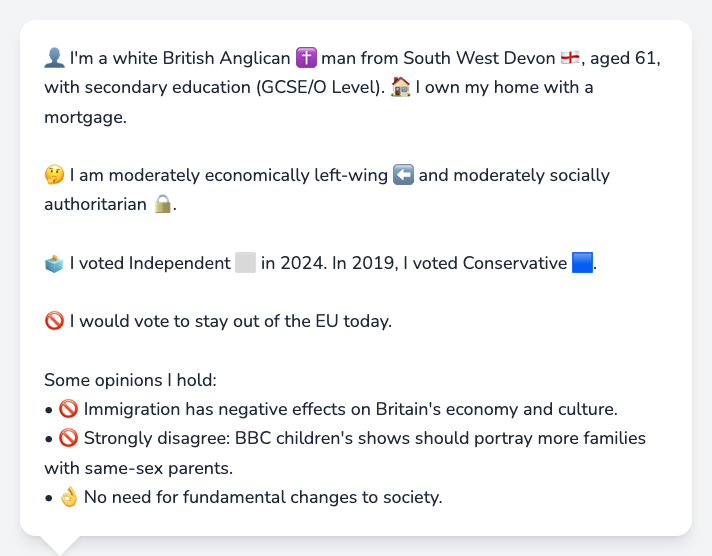 👤 I'm a white British Anglican ✝️ man from South West Devon 🏴󠁧󠁢󠁥󠁮󠁧󠁿, aged 61,
with secondary education (GCSE/O Level). 🏠 I own my home with a
mortgage.
🤔 I am moderately economically left-wing ⬅️ and moderately socially
authoritarian 🔒.
🗳️ I voted Independent ⬜ in 2024. In 2019, I voted Conservative 🟦.
🚫 I would vote to stay out of the EU today.
Some opinions I hold:
• 🚫 Immigration has negative effects on Britain's economy and culture.
• 🚫 Strongly disagree: BBC children's shows should portray more families
with same-sex parents.
• 👌 No need for fundamental changes to society.